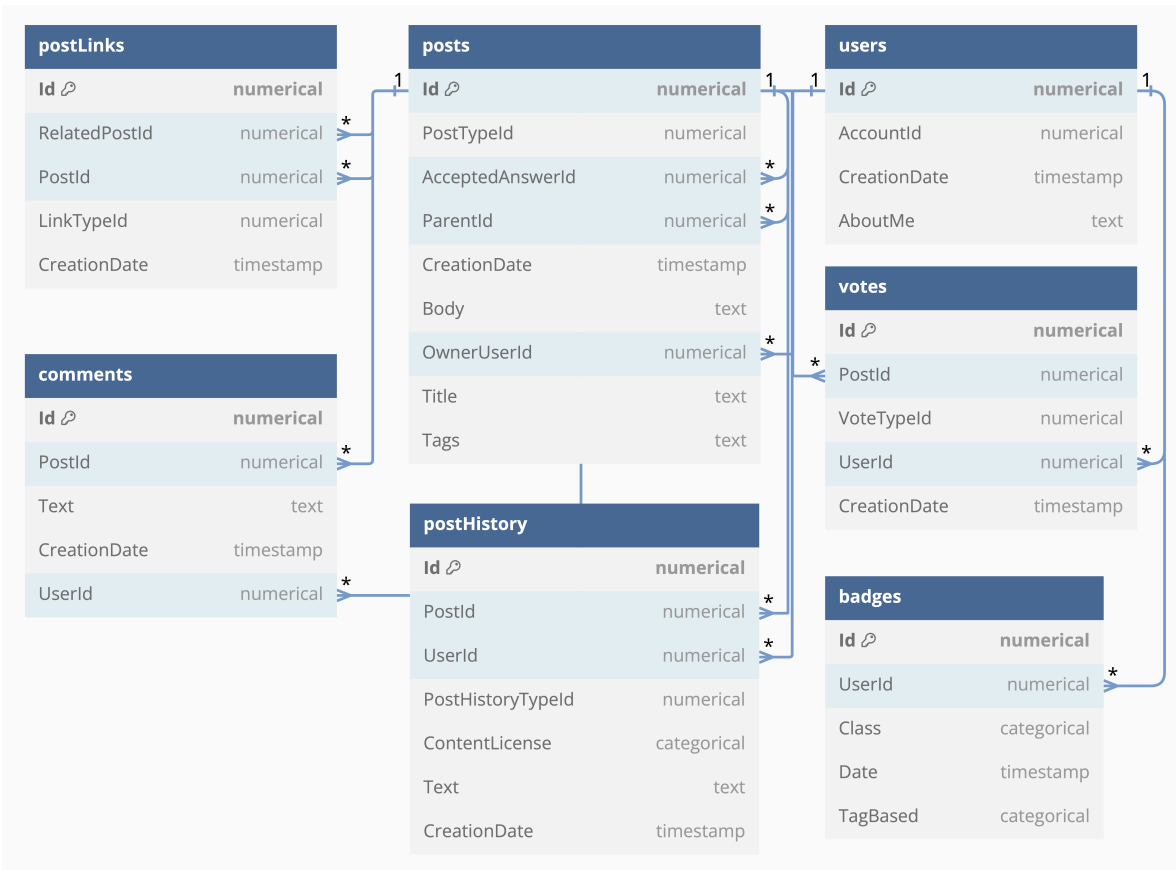 postLinks
Id numerical
RelatedPostId numerical
PostId numerical
LinkTypeId numerical
CreationDate timestamp
comments
Id numerical
PostId numerical
Text text
CreationDate timestamp
UserId numerical
posts
Id numerical
PostTypeId numerical
AcceptedAnswerId numerical
ParentId numerical
CreationDate timestamp
Body text
OwnerUserId numerical
Title text
Tags text
postHistory
Id numerical
PostId numerical
UserId numerical
PostHistoryTypeId numerical
ContentLicense categorical
Text text
CreationDate timestamp
users
Id numerical
AccountId numerical
CreationDate timestamp
AboutMe text
votes
Id numerical
PostId numerical
VoteTypeId numerical
UserId numerical
CreationDate timestamp
badges
Id numerical
UserId numerical
Class categorical
Date timestamp
TagBased categorical
1
1
1
1
*
*
*
*
*
*
*
*
*
*
*
*